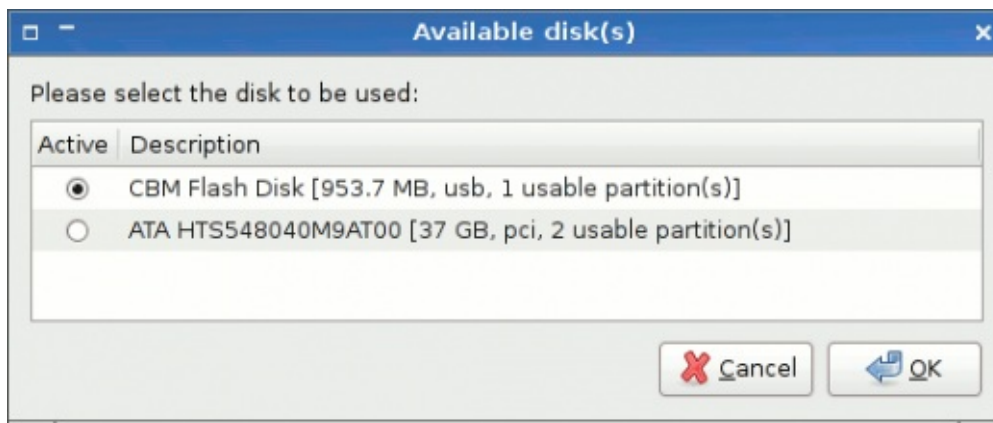 Available disk(s)
Please select the disk to be used:
Active Description
CBM Flash Disk [953.7 MB, usb, 1 usable partition(s)]
ATA HTS548040M9AT00 [37 GB, pci, 2 usable partition(s)]
Cancel OK